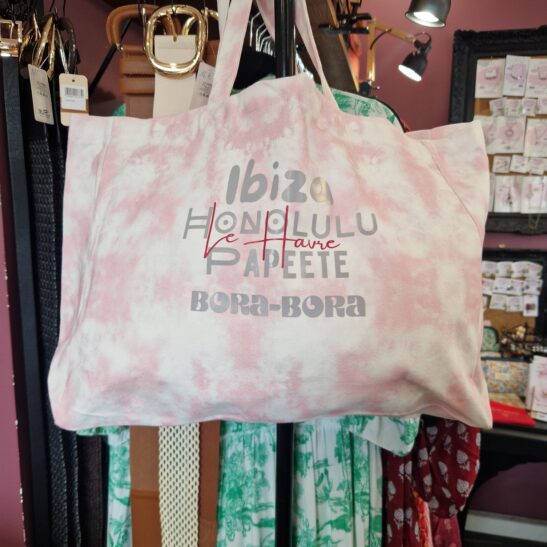 Ibiza
HONOLULU
Le Havre
PAPEETE
BORA-BORA